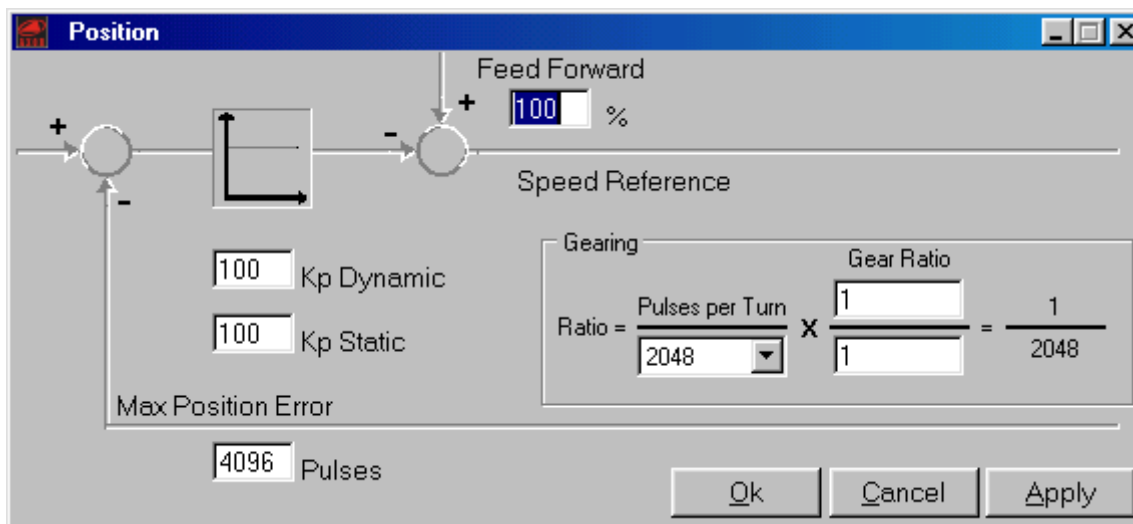 Position
Feed Forward
+
100 %
+
-
Speed Reference
-
Gearing
Gear Ratio
100 Kp Dynamic
Pulses per Turn
1
Ratio =
X
=
1
100 Kp Static
2048
1
2048
Max Position Error
4096 Pulses
Ok
Cancel
Apply